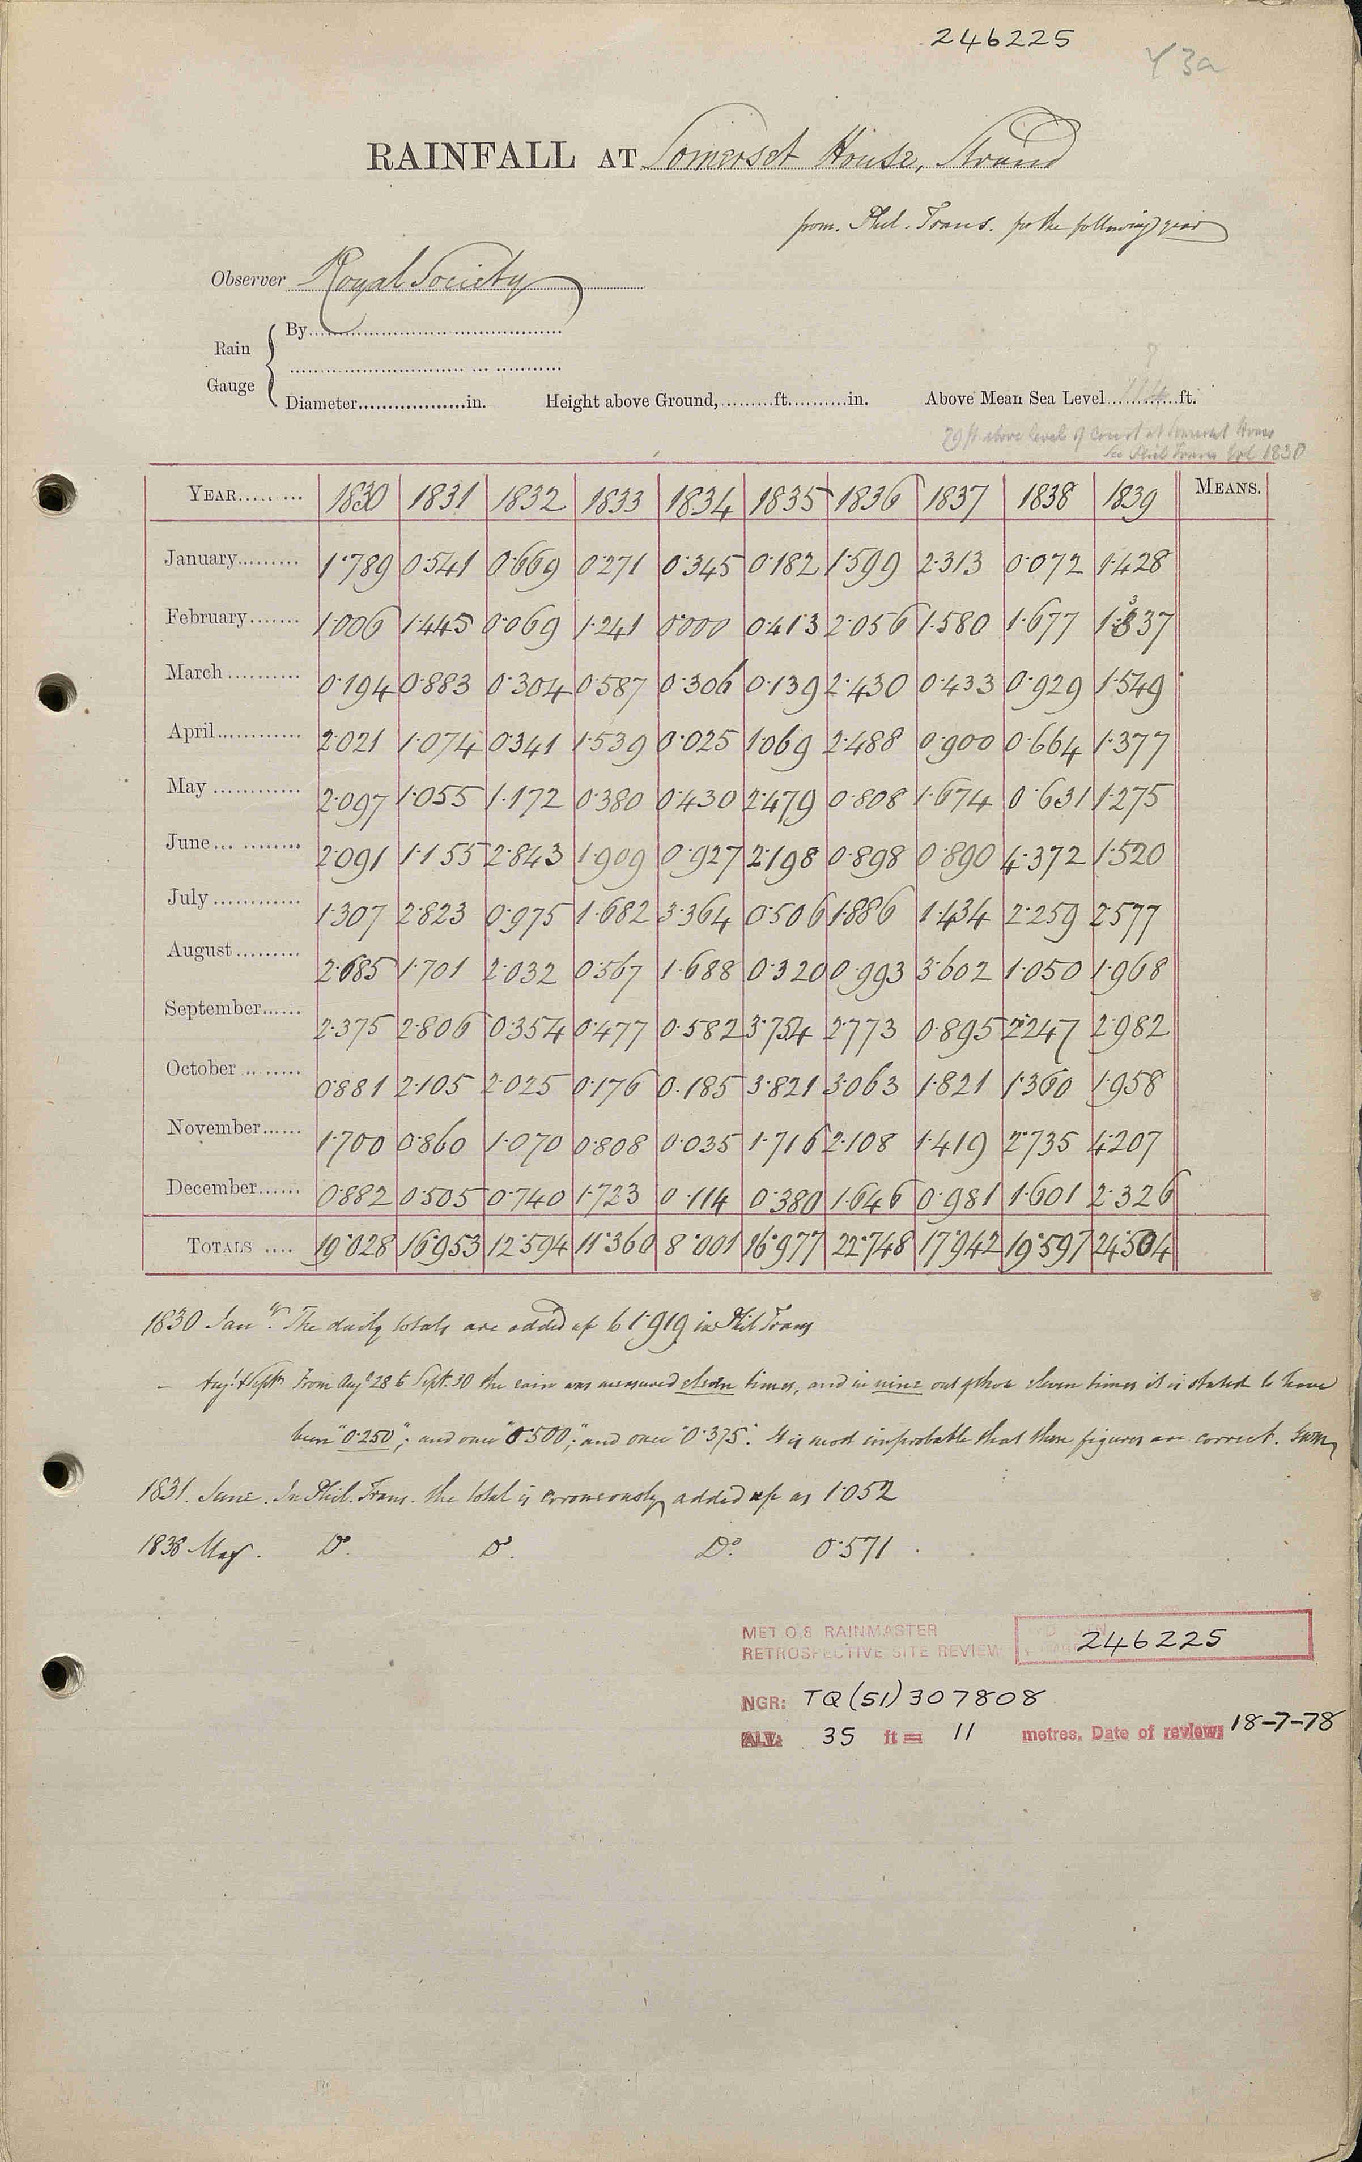 246225
Y 3a
RAINFALL AT Somerset House, Strand
from Phil. Trans. for the following year
Observer Royal Society
Rain Gauge
By
Diameter in. Height above Ground, ft. in. Above Mean Sea Level ft.
79 ft above level of Court at Somerset House
See Phil Trans Vol 1830
YEAR 1830 1831 1832 1833 1834 1835 1836 1837 1838 1839 MEANS.
January 1·789 0·541 0·669 0·271 0·345 0·182 1·599 2·313 0·072 1·428
February 1·006 1·445 0·069 1·241 0·000 0·413 2·056 1·580 1·677 1·337
March 0·194 0·883 0·304 0·587 0·306 0·139 2·430 0·433 0·929 1·549
April 2·021 1·074 0·341 1·539 0·025 1·069 2·488 0·900 0·664 1·377
May 2·097 1·055 1·172 0·380 0·430 2·479 0·808 1·674 0·631 1·275
June 2·091 1·155 2·843 1·909 0·927 2·198 0·898 0·890 4·372 1·520
July 1·307 2·823 0·975 1·682 3·364 0·506 1·886 1·434 2·259 2·577
August 2·685 1·701 2·032 0·567 1·688 0·320 0·993 3·602 1·050 1·968
September 2·375 2·806 0·354 0·477 0·582 3·754 2·773 0·895 2·247 2·982
October 0·881 2·105 2·025 0·176 0·185 3·821 3·063 1·821 1·360 1·958
November 1·700 0·860 1·070 0·808 0·035 1·716 2·108 1·419 2·735 4·207
December 0·882 0·505 0·740 1·723 0·114 0·380 1·646 0·981 1·601 2·326
TOTALS 19·028 16·953 12·594 11·360 8·001 16·977 22·748 17·942 19·597 24·504
1830 Jany. The daily totals are added up to 1·919 in Phil Trans
– Augt. & Sept. From Augt 28 to Sept. 30 the rain was measured eleven times, and in nine out of those eleven times it is stated to have
been "0·250"; and once "0·500"; and once "0·375". It is most improbable that these figures are correct.
1831. June. In Phil. Trans. the total is erroneously added up as 1·052
1838 May. Do. Do. Do. 0·571
MET O 8 RAINMASTER
RETROSPECTIVE SITE REVIEW 246225
NGR: TQ (51) 307808
ALT: 35 ft = 11 metres. Date of review: 18-7-78